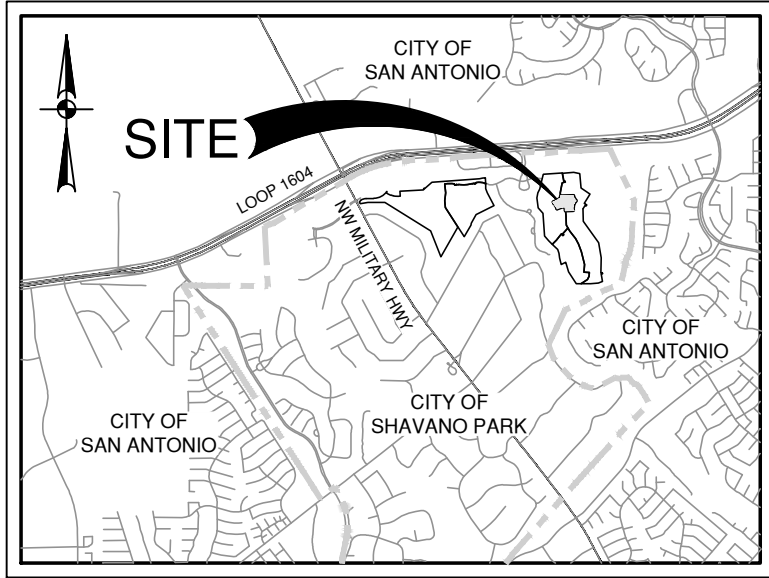 CITY OF
SAN ANTONIO
SITE
LOOP 1604
NW MILITARY HWY
CITY OF
SAN ANTONIO
CITY OF
SHAVANO PARK
CITY OF
SAN ANTONIO